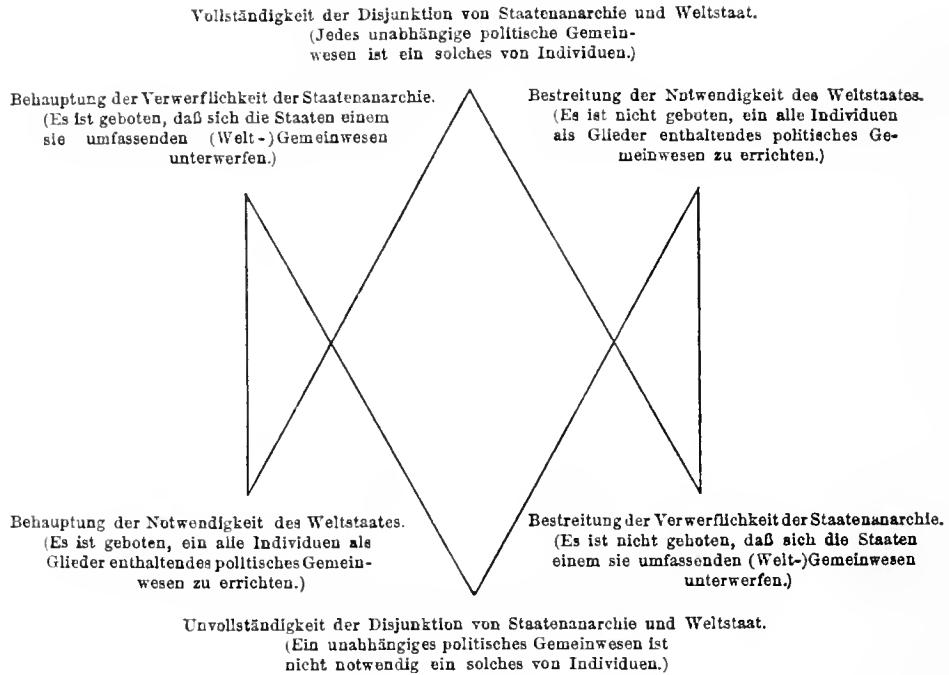 Vollständigkeit der Disjunktion von Staatenanarchie und Weltstaat.
(Jedes unabhängige politische Gemein-
wesen ist ein solches von Individuen.)
Behauptung der Verwerflichkeit der Staatenanarchie.
(Es ist geboten, daß sich die Staaten einem
sie umfassenden (Welt-)Gemeinwesen
unterwerfen.)
Bestreitung der Notwendigkeit des Weltstaates.
(Es ist nicht geboten, ein alle Individuen
als Glieder enthaltendes politisches Ge-
meinwesen zu errichten.)
Behauptung der Notwendigkeit des Weltstaates.
(Es ist geboten, ein alle Individuen als
Glieder enthaltendes politisches Gemein-
wesen zu errichten.)
Bestreitung der Verwerflichkeit der Staatenanarchie.
(Es ist nicht geboten, daß sich die Staaten
einem sie umfassenden (Welt-)Gemeinwesen
unterwerfen.)
Unvollständigkeit der Disjunktion von Staatenanarchie und Weltstaat.
(Ein unabhängiges politisches Gemeinwesen ist
nicht notwendig ein solches von Individuen.)